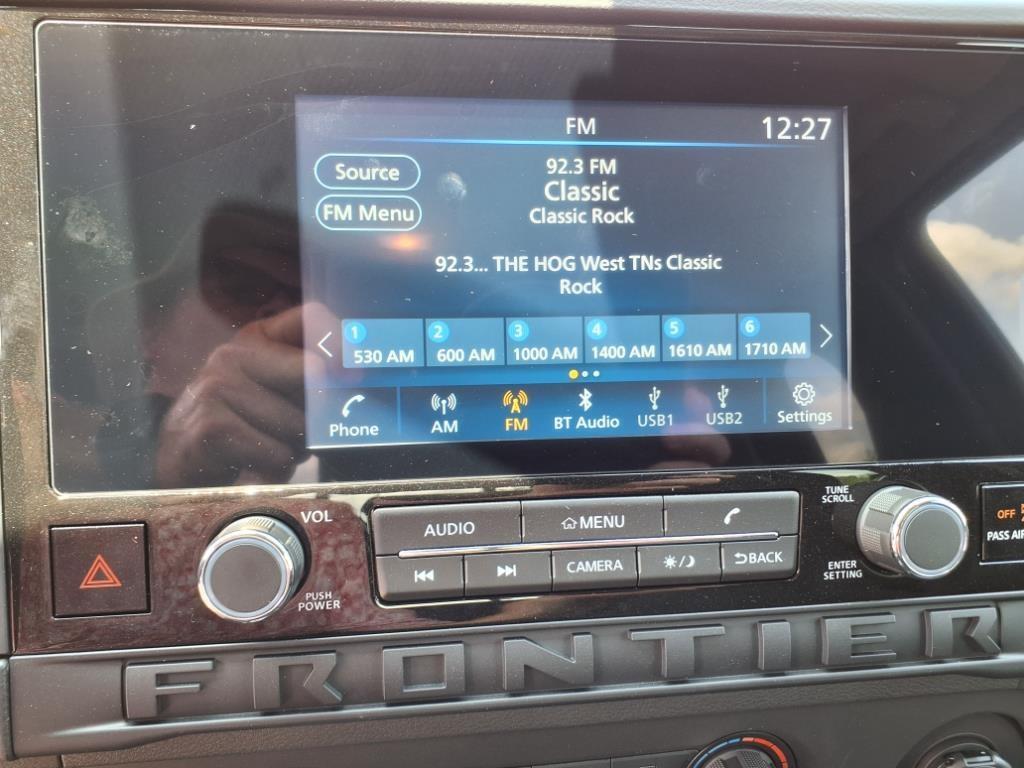 FM
12:27
Source
92.3 FM
Classic
FM Menu
Classic Rock
92.3... THE HOG West TNs Classic
Rock
1 530 AM
2 600 AM
3 1000 AM
4 1400 AM
5 1610 AM
6 1710 AM
Phone
AM
FM
BT Audio
USB1
USB2
Settings
VOL
PUSH
POWER
AUDIO
MENU
CAMERA
BACK
TUNE
SCROLL
ENTER
SETTING
OFF
PASS AIR
FRONTIER